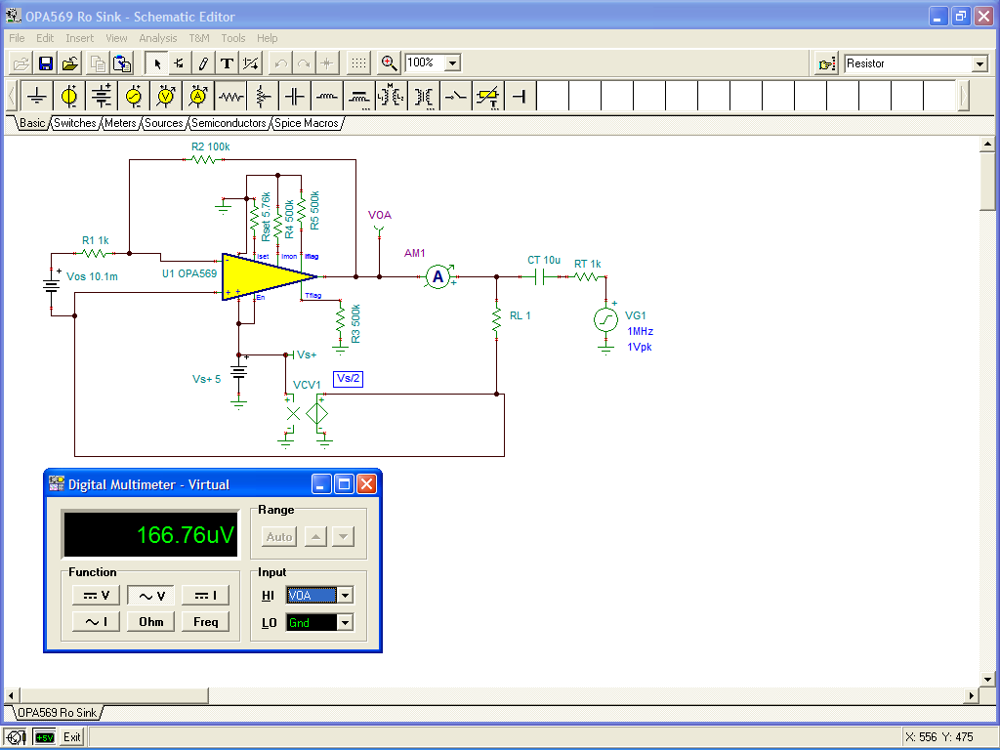 OPA569 Ro Sink - Schematic Editor
File Edit Insert View Analysis T&M Tools Help
T 100% Resistor
Basic Switches Meters Sources Semiconductors Spice Macros
R2 100k
Rset 5.76k
R4 500k
R5 500k
VOA
R1 1k
Iset Imon Iflag
AM1
CT 10u
RT 1k
Vos 10.1m
U1 OPA569
A
En
Tflag
R3 500k
RL 1
VG1
1MHz
1Vpk
Vs+
Vs+ 5
VCV1
Vs/2
Digital Multimeter - Virtual
166.76uV
Range
Auto
Function
V V I
I Ohm Freq
Input
HI VOA
LO Gnd
OPA569 Ro Sink
+5V Exit X: 556 Y: 475